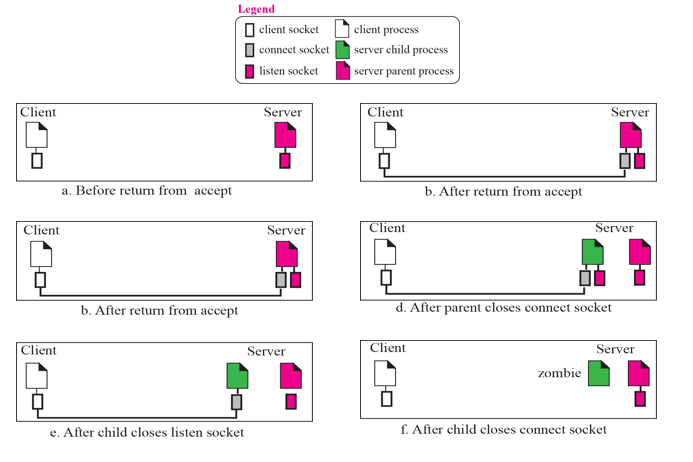 Legend
client socket client process
connect socket server child process
listen socket server parent process
Client Server
a. Before return from accept
Client Server
b. After return from accept
Client Server
b. After return from accept
Client Server
d. After parent closes connect socket
Client Server
e. After child closes listen socket
Client Server
zombie
f. After child closes connect socket